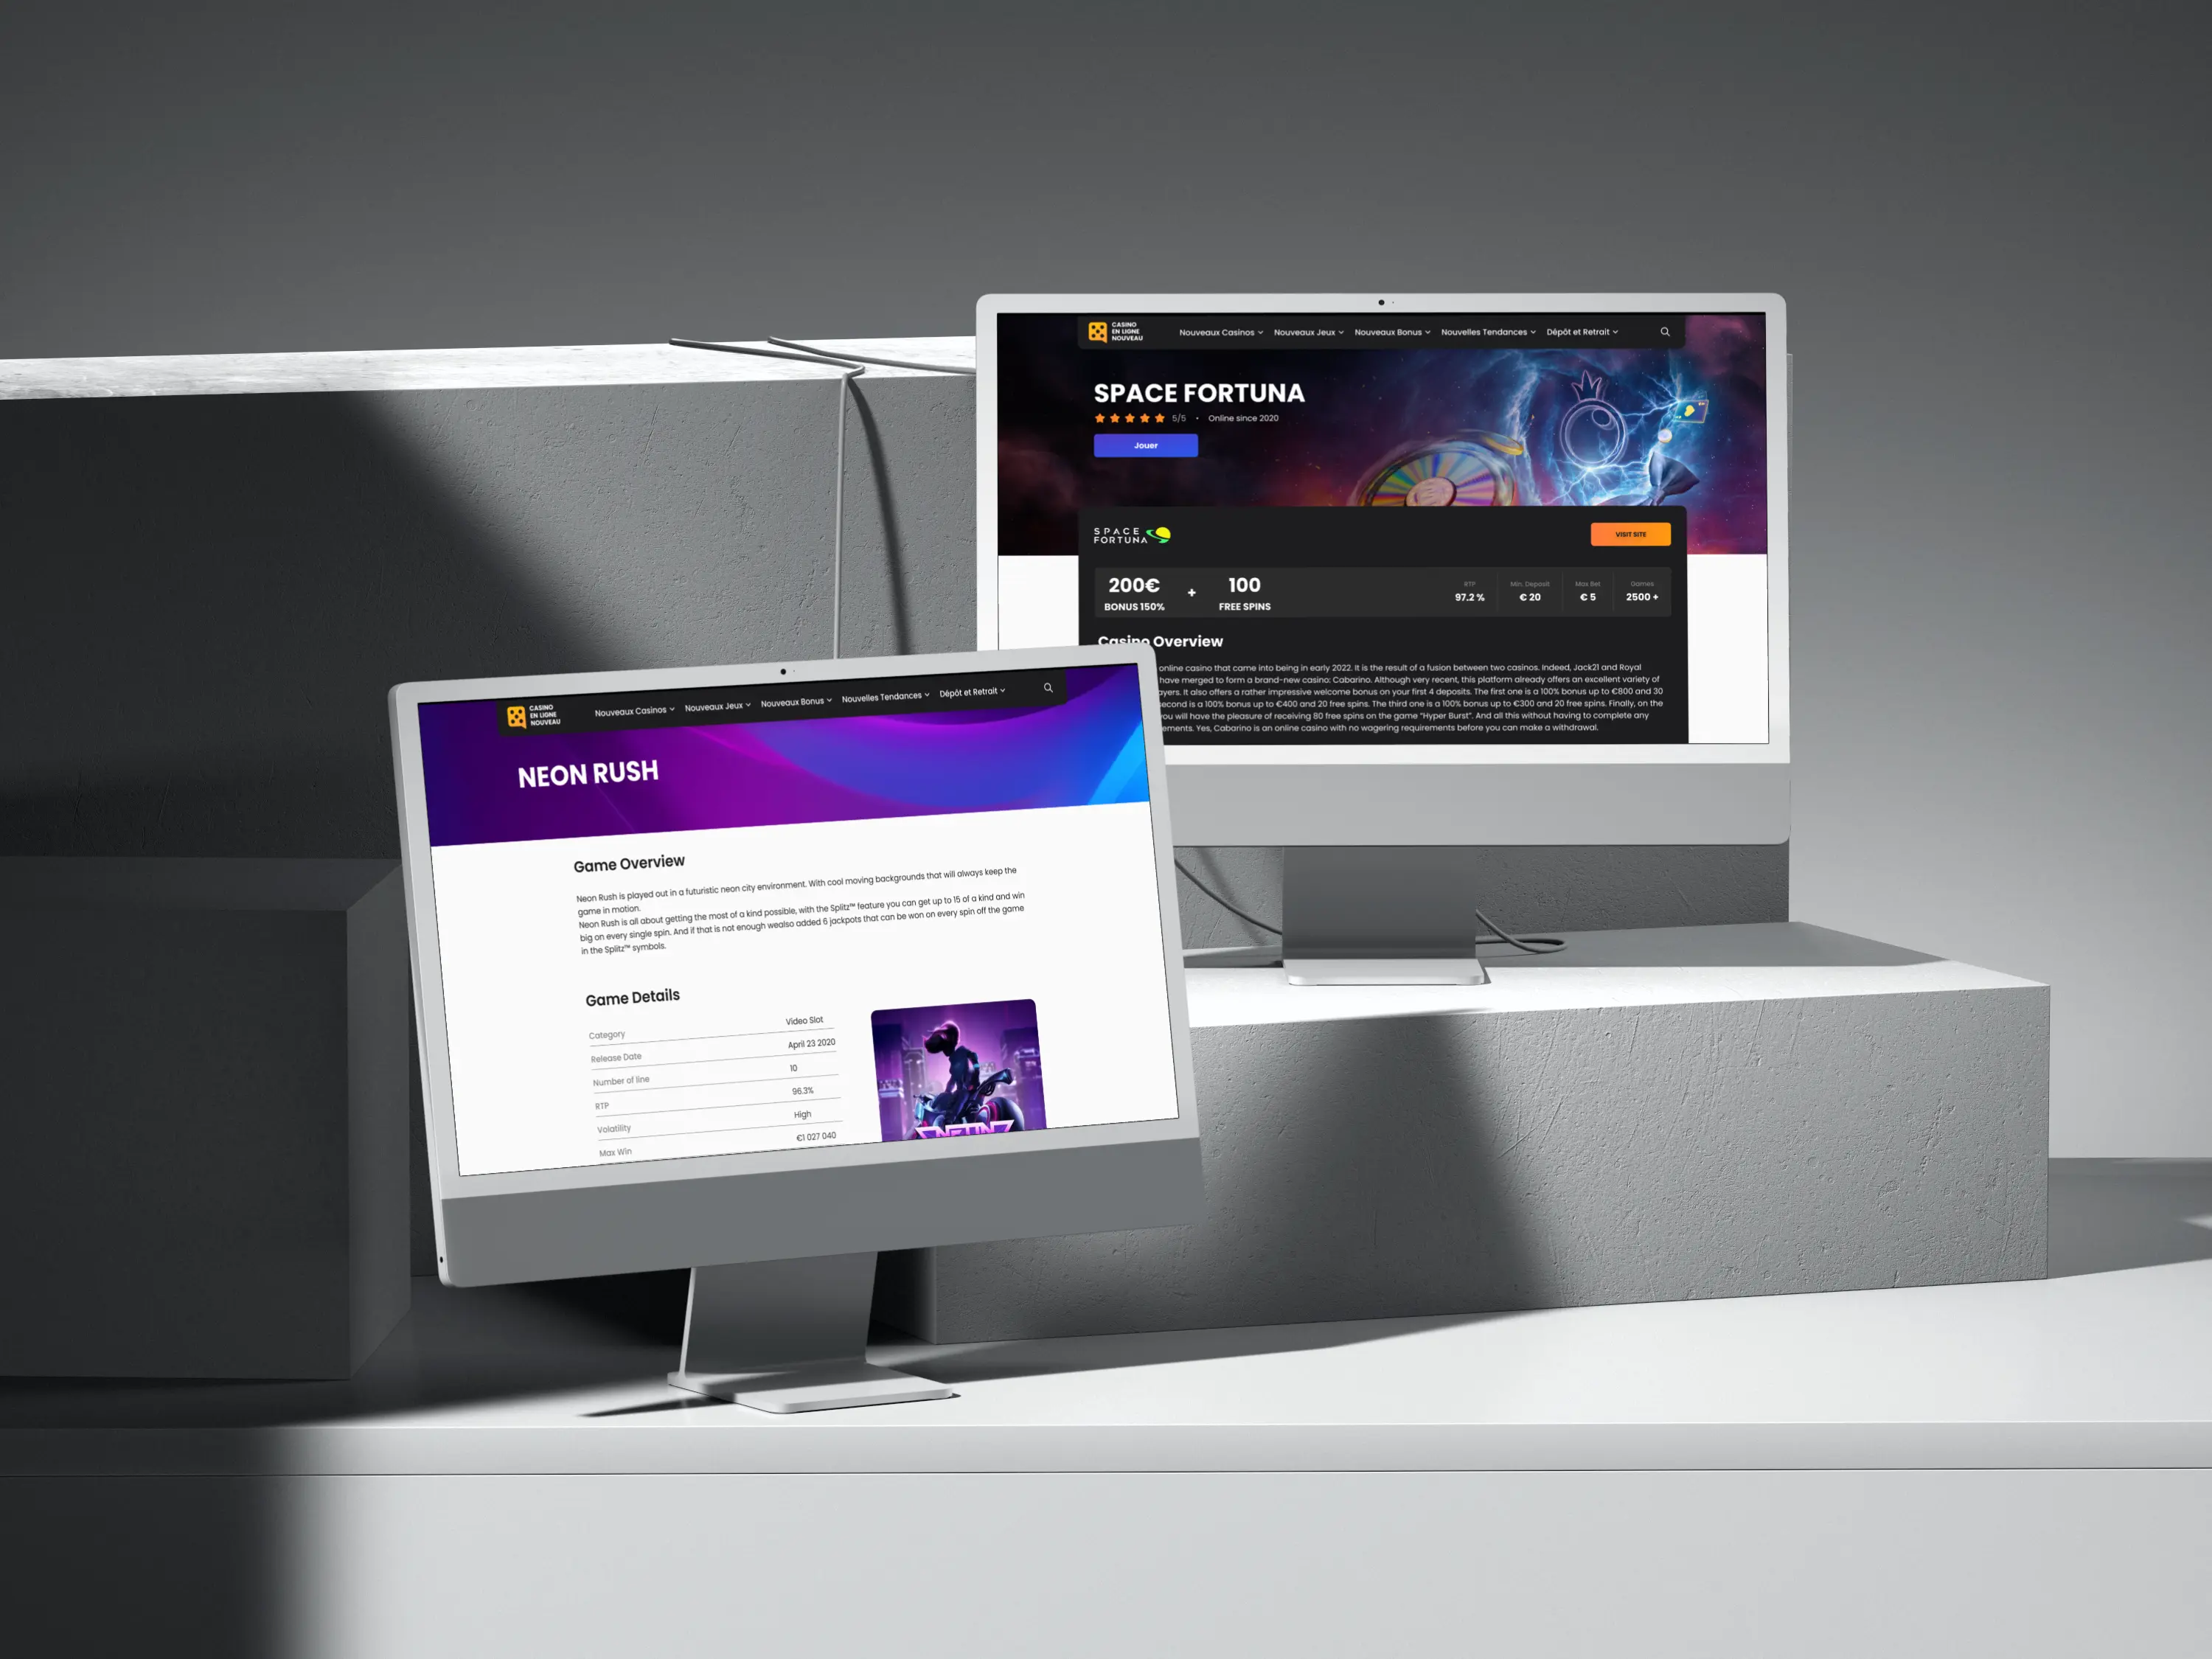 CASINO
EN LIGNE
NOUVEAU
Nouveaux Casinos
Nouveaux Jeux
Nouveaux Bonus
Nouvelles Tendances
Dépôt et Retrait
SPACE FORTUNA
5/5 • Online since 2020
Jouer
SPACE
FORTUNA
VISIT SITE
200€
BONUS 150%
+
100
FREE SPINS
RTP
97.2 %
Min. Deposit
€ 20
Max Bet
€ 5
Games
2500 +
Casino Overview
online casino that came into being in early 2022. It is the result of a fusion between two casinos. Indeed, Jack21 and Royal
have merged to form a brand-new casino: Cabarino. Although very recent, this platform already offers an excellent variety of
ayers. It also offers a rather impressive welcome bonus on your first 4 deposits. The first one is a 100% bonus up to €800 and 30
second is a 100% bonus up to €400 and 20 free spins. The third one is a 100% bonus up to €300 and 20 free spins. Finally, on the
you will have the pleasure of receiving 80 free spins on the game "Hyper Burst". And all this without having to complete any
ements. Yes, Cabarino is an online casino with no wagering requirements before you can make a withdrawal.
CASINO
EN LIGNE
NOUVEAU
Nouveaux Casinos
Nouveaux Jeux
Nouveaux Bonus
Nouvelles Tendances
Dépôt et Retrait
NEON RUSH
Game Overview
Neon Rush is played out in a futuristic neon city environment. With cool moving backgrounds that will always keep the
game in motion.
Neon Rush is all about getting the most of a kind possible, with the Splitz™ feature you can get up to 15 of a kind and win
big on every single spin. And if that is not enough wealso added 6 jackpots that can be won on every spin off the game
in the Splitz™ symbols.
Game Details
Category Video Slot
Release Date April 23 2020
Number of line 10
RTP 96.3%
Volatility High
Max Win €1 027 040